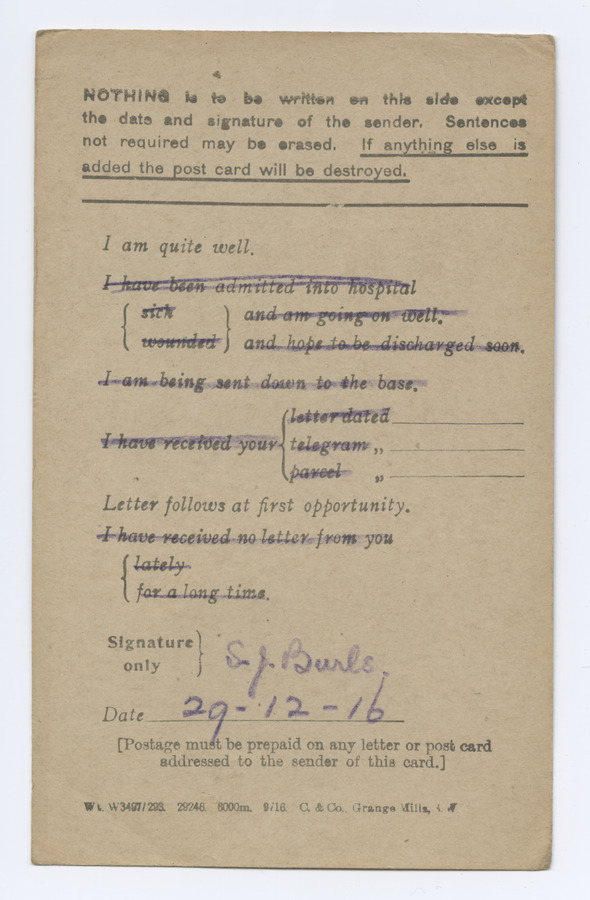 NOTHING is to be written on this side except
the date and signature of the sender. Sentences
not required may be erased. If anything else is
added the post card will be destroyed.
I am quite well.
I have been admitted into hospital
sick and am going on well.
wounded and hope to be discharged soon.
I am being sent down to the base.
letter dated
I have received your telegram „
parcel „
Letter follows at first opportunity.
I have received no letter from you
lately
for a long time.
Signature
only
S. J. Burls.
Date 29-12-16
[Postage must be prepaid on any letter or post card
addressed to the sender of this card.]
Wt. W3497/293. 29246. 6000m. 9/16. C. & Co., Grange Mills, S.W.